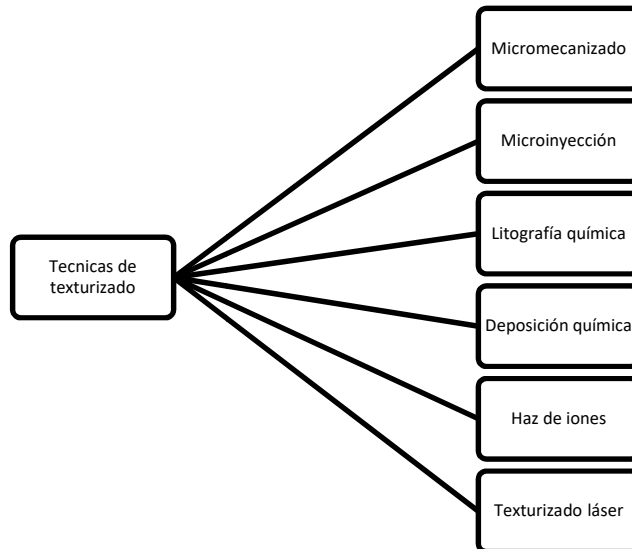 Tecnicas de
texturizado
Micromecanizado
Microinyección
Litografía química
Deposición química
Haz de iones
Texturizado láser